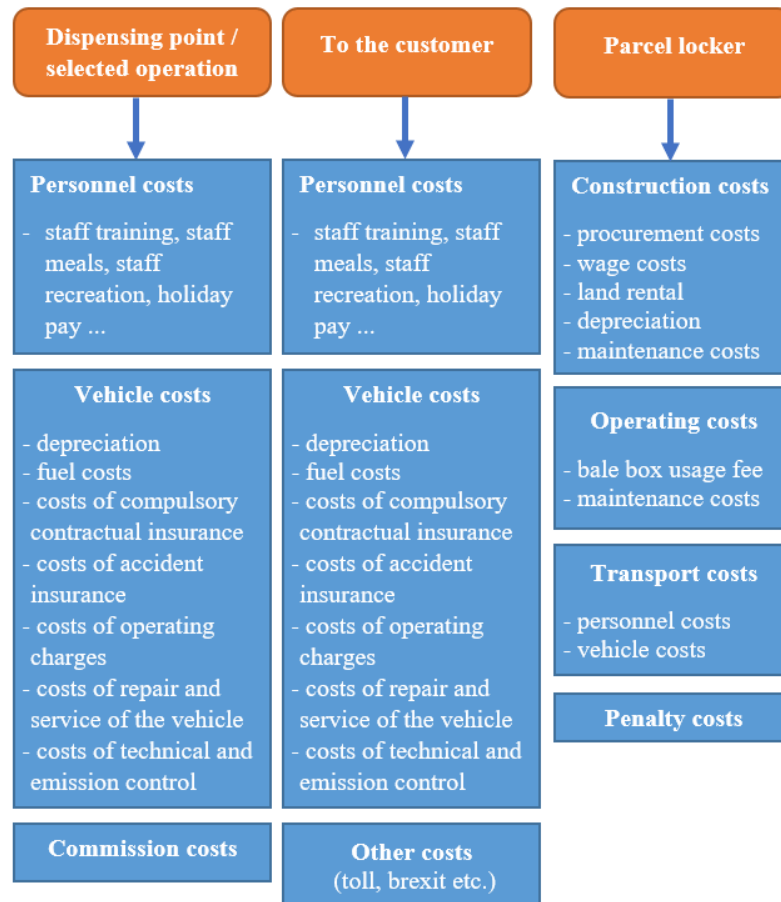 Dispensing point /
selected operation
Personnel costs
- staff training, staff
meals, staff
recreation, holiday
pay ...
Vehicle costs
- depreciation
- fuel costs
- costs of compulsory
contractual insurance
- costs of accident
insurance
- costs of operating
charges
- costs of repair and
service of the vehicle
- costs of technical and
emission control
Commission costs
To the customer
Personnel costs
- staff training, staff
meals, staff
recreation, holiday
pay ...
Vehicle costs
- depreciation
- fuel costs
- costs of compulsory
contractual insurance
- costs of accident
insurance
- costs of operating
charges
- costs of repair and
service of the vehicle
- costs of technical and
emission control
Other costs
(toll, brexit etc.)
Parcel locker
Construction costs
- procurement costs
- wage costs
- land rental
- depreciation
- maintenance costs
Operating costs
- bale box usage fee
- maintenance costs
Transport costs
- personnel costs
- vehicle costs
Penalty costs